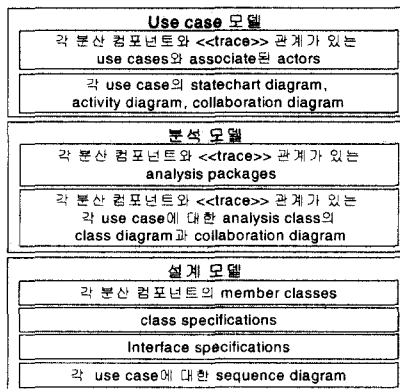 Use case 모델
각 분산 컴포넌트와 <<trace>> 관계가 있는
use cases와 associate된 actors
각 use case의 statechart diagram,
activity diagram, collaboration diagram
분석 모델
각 분산 컴포넌트와 <<trace>> 관계가 있는
analysis packages
각 분산 컴포넌트와 <<trace>> 관계가 있는
각 use case에 대한 analysis class의
class diagram과 collaboration diagram
설계 모델
각 분산 컴포넌트의 member classes
class specifications
Interface specifications
각 use case에 대한 sequence diagram